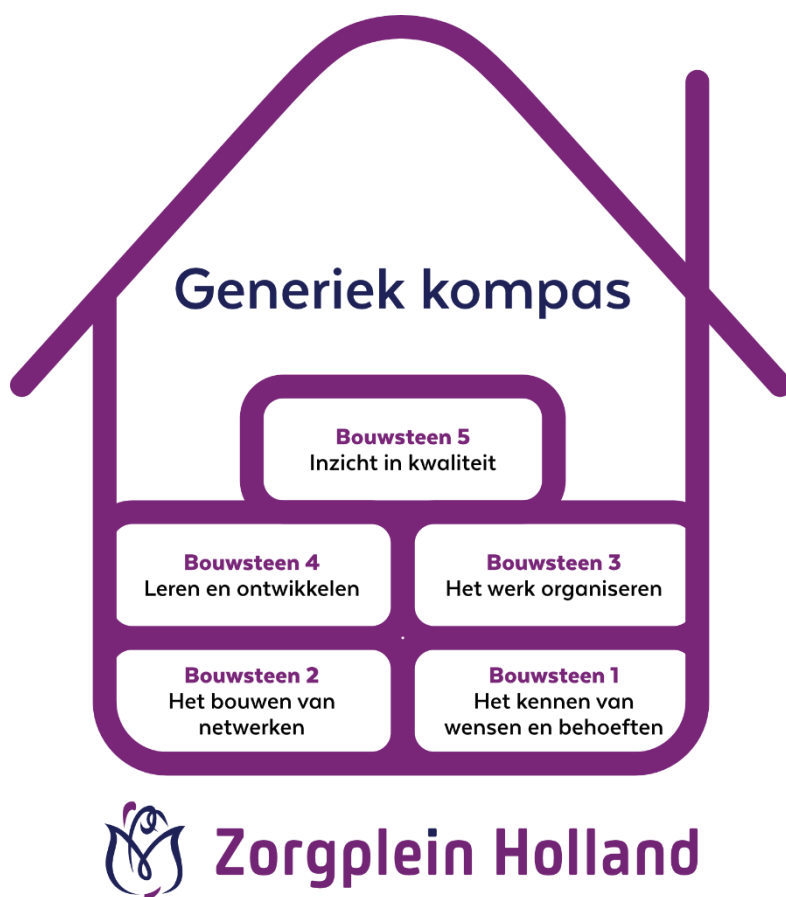 Generiek kompas
Bouwsteen 5
Inzicht in kwaliteit
Bouwsteen 4
Leren en ontwikkelen
Bouwsteen 3
Het werk organiseren
Bouwsteen 2
Het bouwen van
netwerken
Bouwsteen 1
Het kennen van
wensen en behoeften
Zorgplein Holland